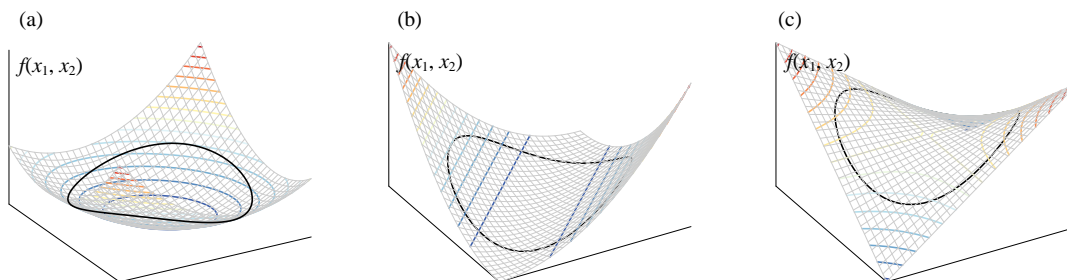 (a)
(b)
(c)
f(x₁, x₂)
f(x₁, x₂)
f(x₁, x₂)